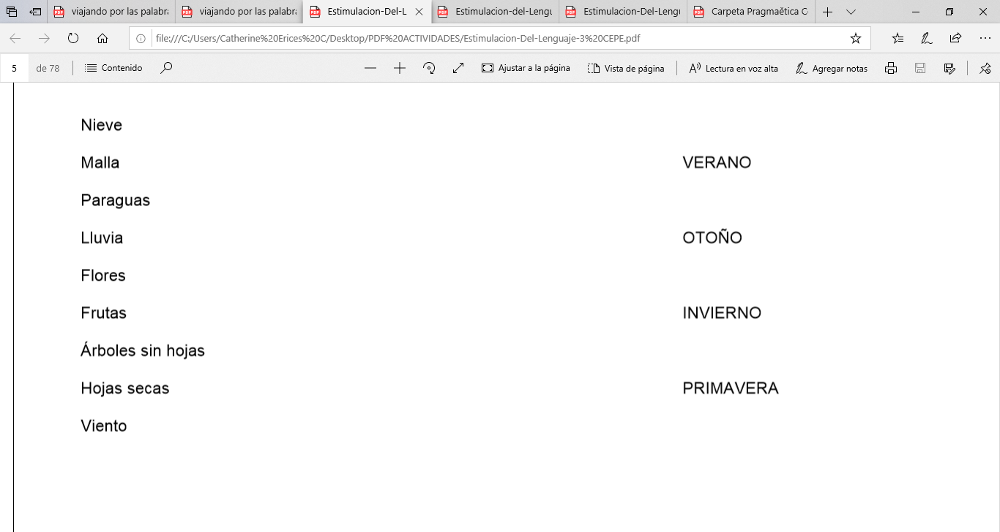 viajando por las palabra
viajando por las palabra
Estimulacion-Del-L
Estimulacion-del-Lengu
Estimulacion-Del-Lengu
Carpeta Pragmaětica C
file:///C:/Users/Catherine%20Erices%20C/Desktop/PDF%20ACTIVIDADES/Estimulacion-Del-Lenguaje-3%20CEPE.pdf
5 de 78 Contenido Ajustar a la página Vista de página Lectura en voz alta Agregar notas
Nieve
Malla VERANO
Paraguas
Lluvia OTOÑO
Flores
Frutas INVIERNO
Árboles sin hojas
Hojas secas PRIMAVERA
Viento